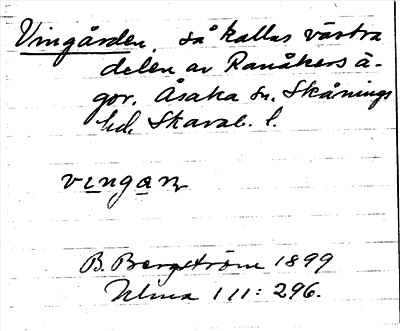 Vingården, så kallas västra
delen av Ranåkers ä-
gor. Åsaka sn. Skånings
hd. Skarab. l.
vingan
B. Bergström 1899
Ulma 111: 296.